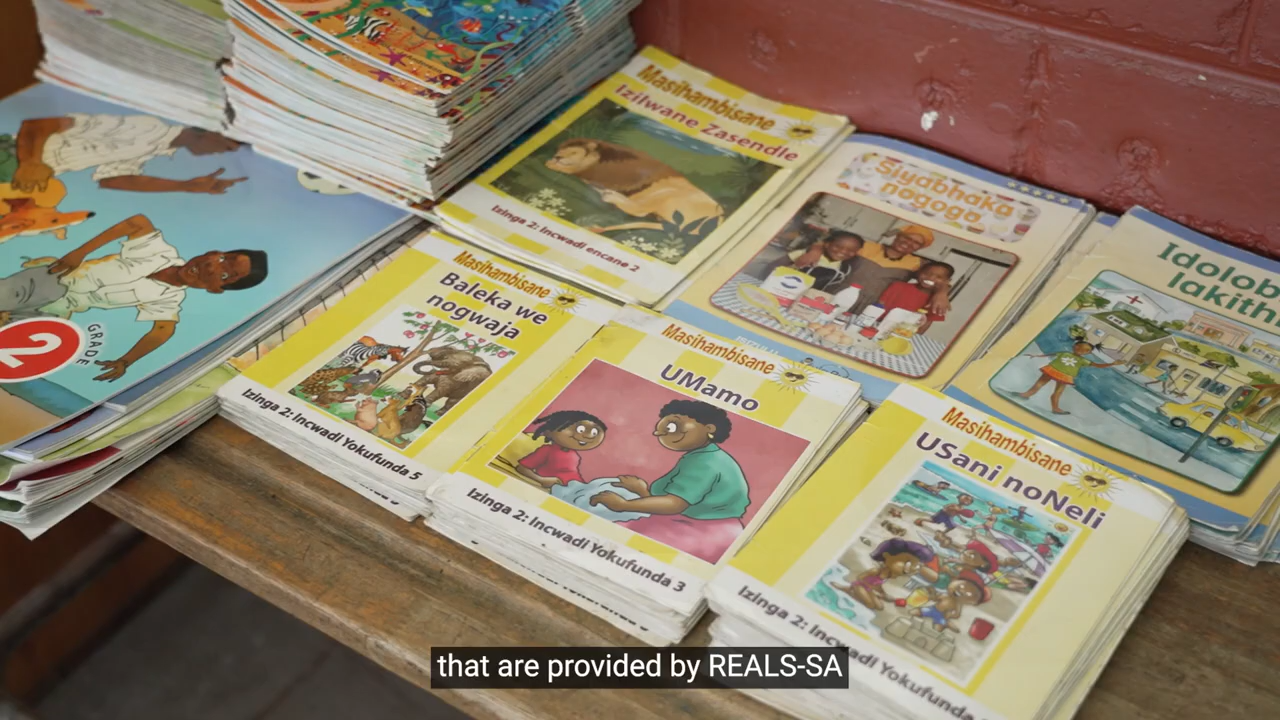 Masihambisane
Izilwane Zasendle
Izinga 2: Incwadi encane 2
Siyabhaka
nogogo
Idolob
lakith
2
GRADE
Masihambisane
Baleka we
nogwaja
Izinga 2: Incwadi Yokufunda 5
Masihambisane
UMamo
Izinga 2: Incwadi Yokufunda 3
Masihambisane
USani noNeli
Izinga 2: Incwadi Yokufunda
that are provided by REALS-SA